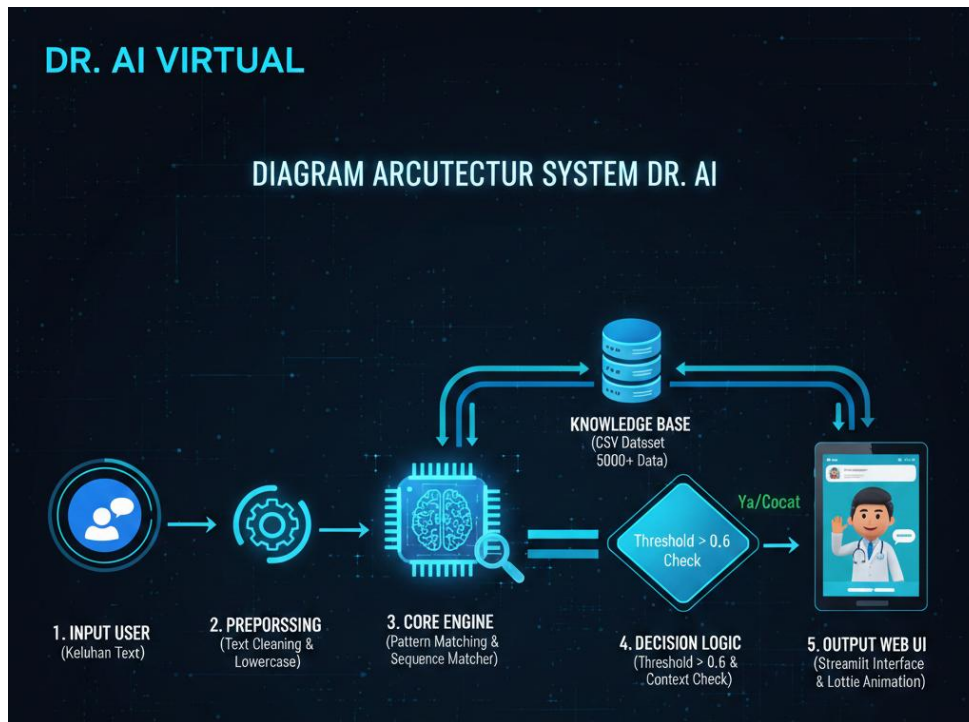 DR. AI VIRTUAL
DIAGRAM ARCUTECTUR SYSTEM DR. AI
KNOWLEDGE BASE
(CSV Dataset
5000+ Data)
Ya/Cocat
Threshold > 0.6
Check
1. INPUT USER
(Keluhan Text)
2. PREPORSSING
(Text Cleaning &
Lowercase)
3. CORE ENGINE
(Pattern Matching &
Sequence Matcher)
4. DECISION LOGIC
(Threshold > 0.6 &
Context Check)
5. OUTPUT WEB UI
(Streamiit Interface
& Lottie Animation)